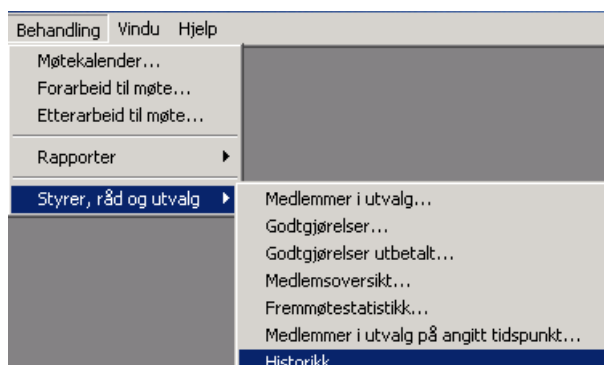 Behandling Vindu Hjelp
Møtekalender...
Forarbeid til møte...
Etterarbeid til møte...
Rapporter
Styrer, råd og utvalg
Medlemmer i utvalg...
Godtgjørelser...
Godtgjørelser utbetalt...
Medlemsoversikt...
Fremmøtestatistikk...
Medlemmer i utvalg på angitt tidspunkt...
Historikk